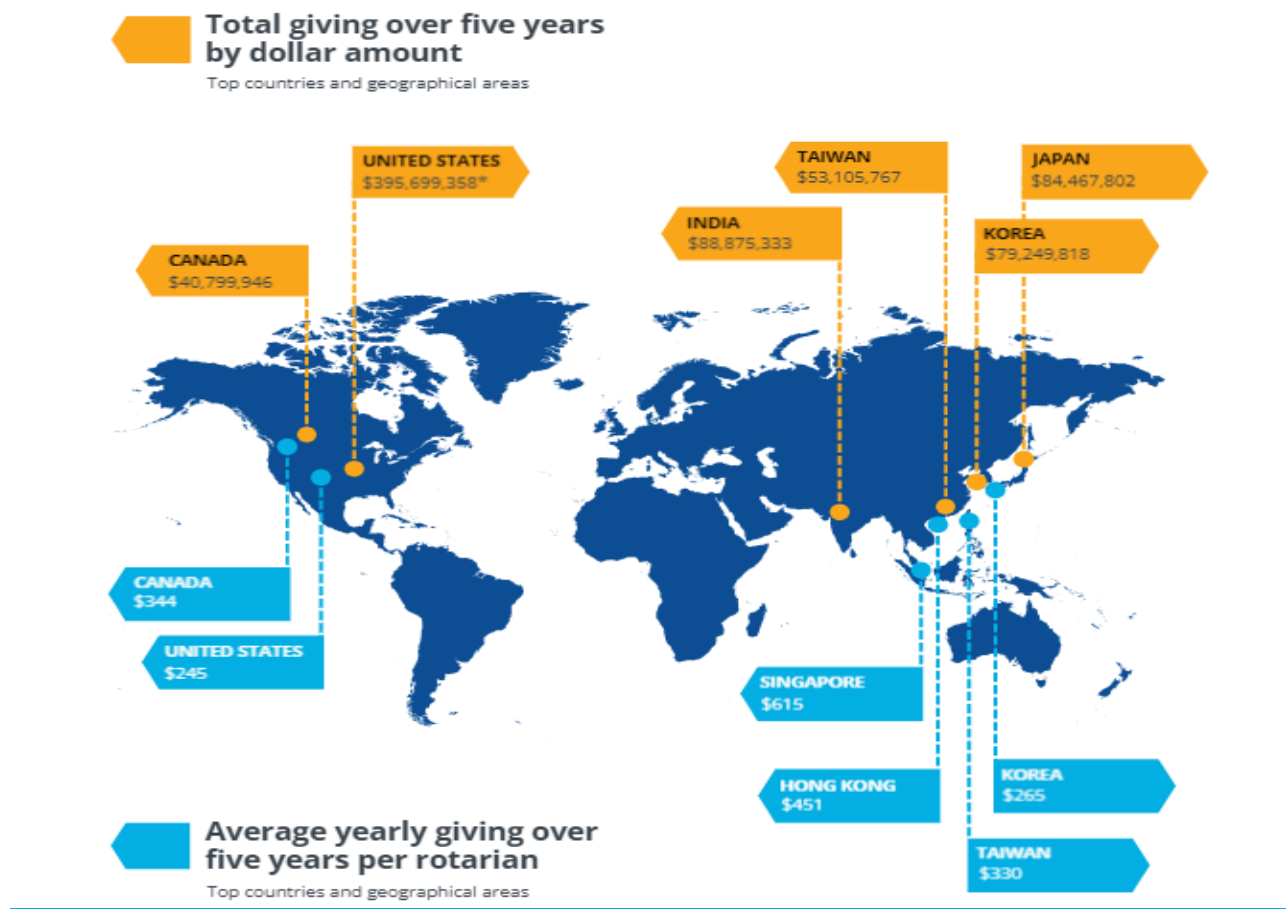 Total giving over five years
by dollar amount
Top countries and geographical areas
UNITED STATES
$395,699,358*
TAIWAN
$53,105,767
JAPAN
$84,467,802
INDIA
$88,875,333
KOREA
$79,249,818
CANADA
$40,799,946
CANADA
$344
UNITED STATES
$245
SINGAPORE
$615
HONG KONG
$451
KOREA
$265
TAIWAN
$330
Average yearly giving over
five years per rotarian
Top countries and geographical areas